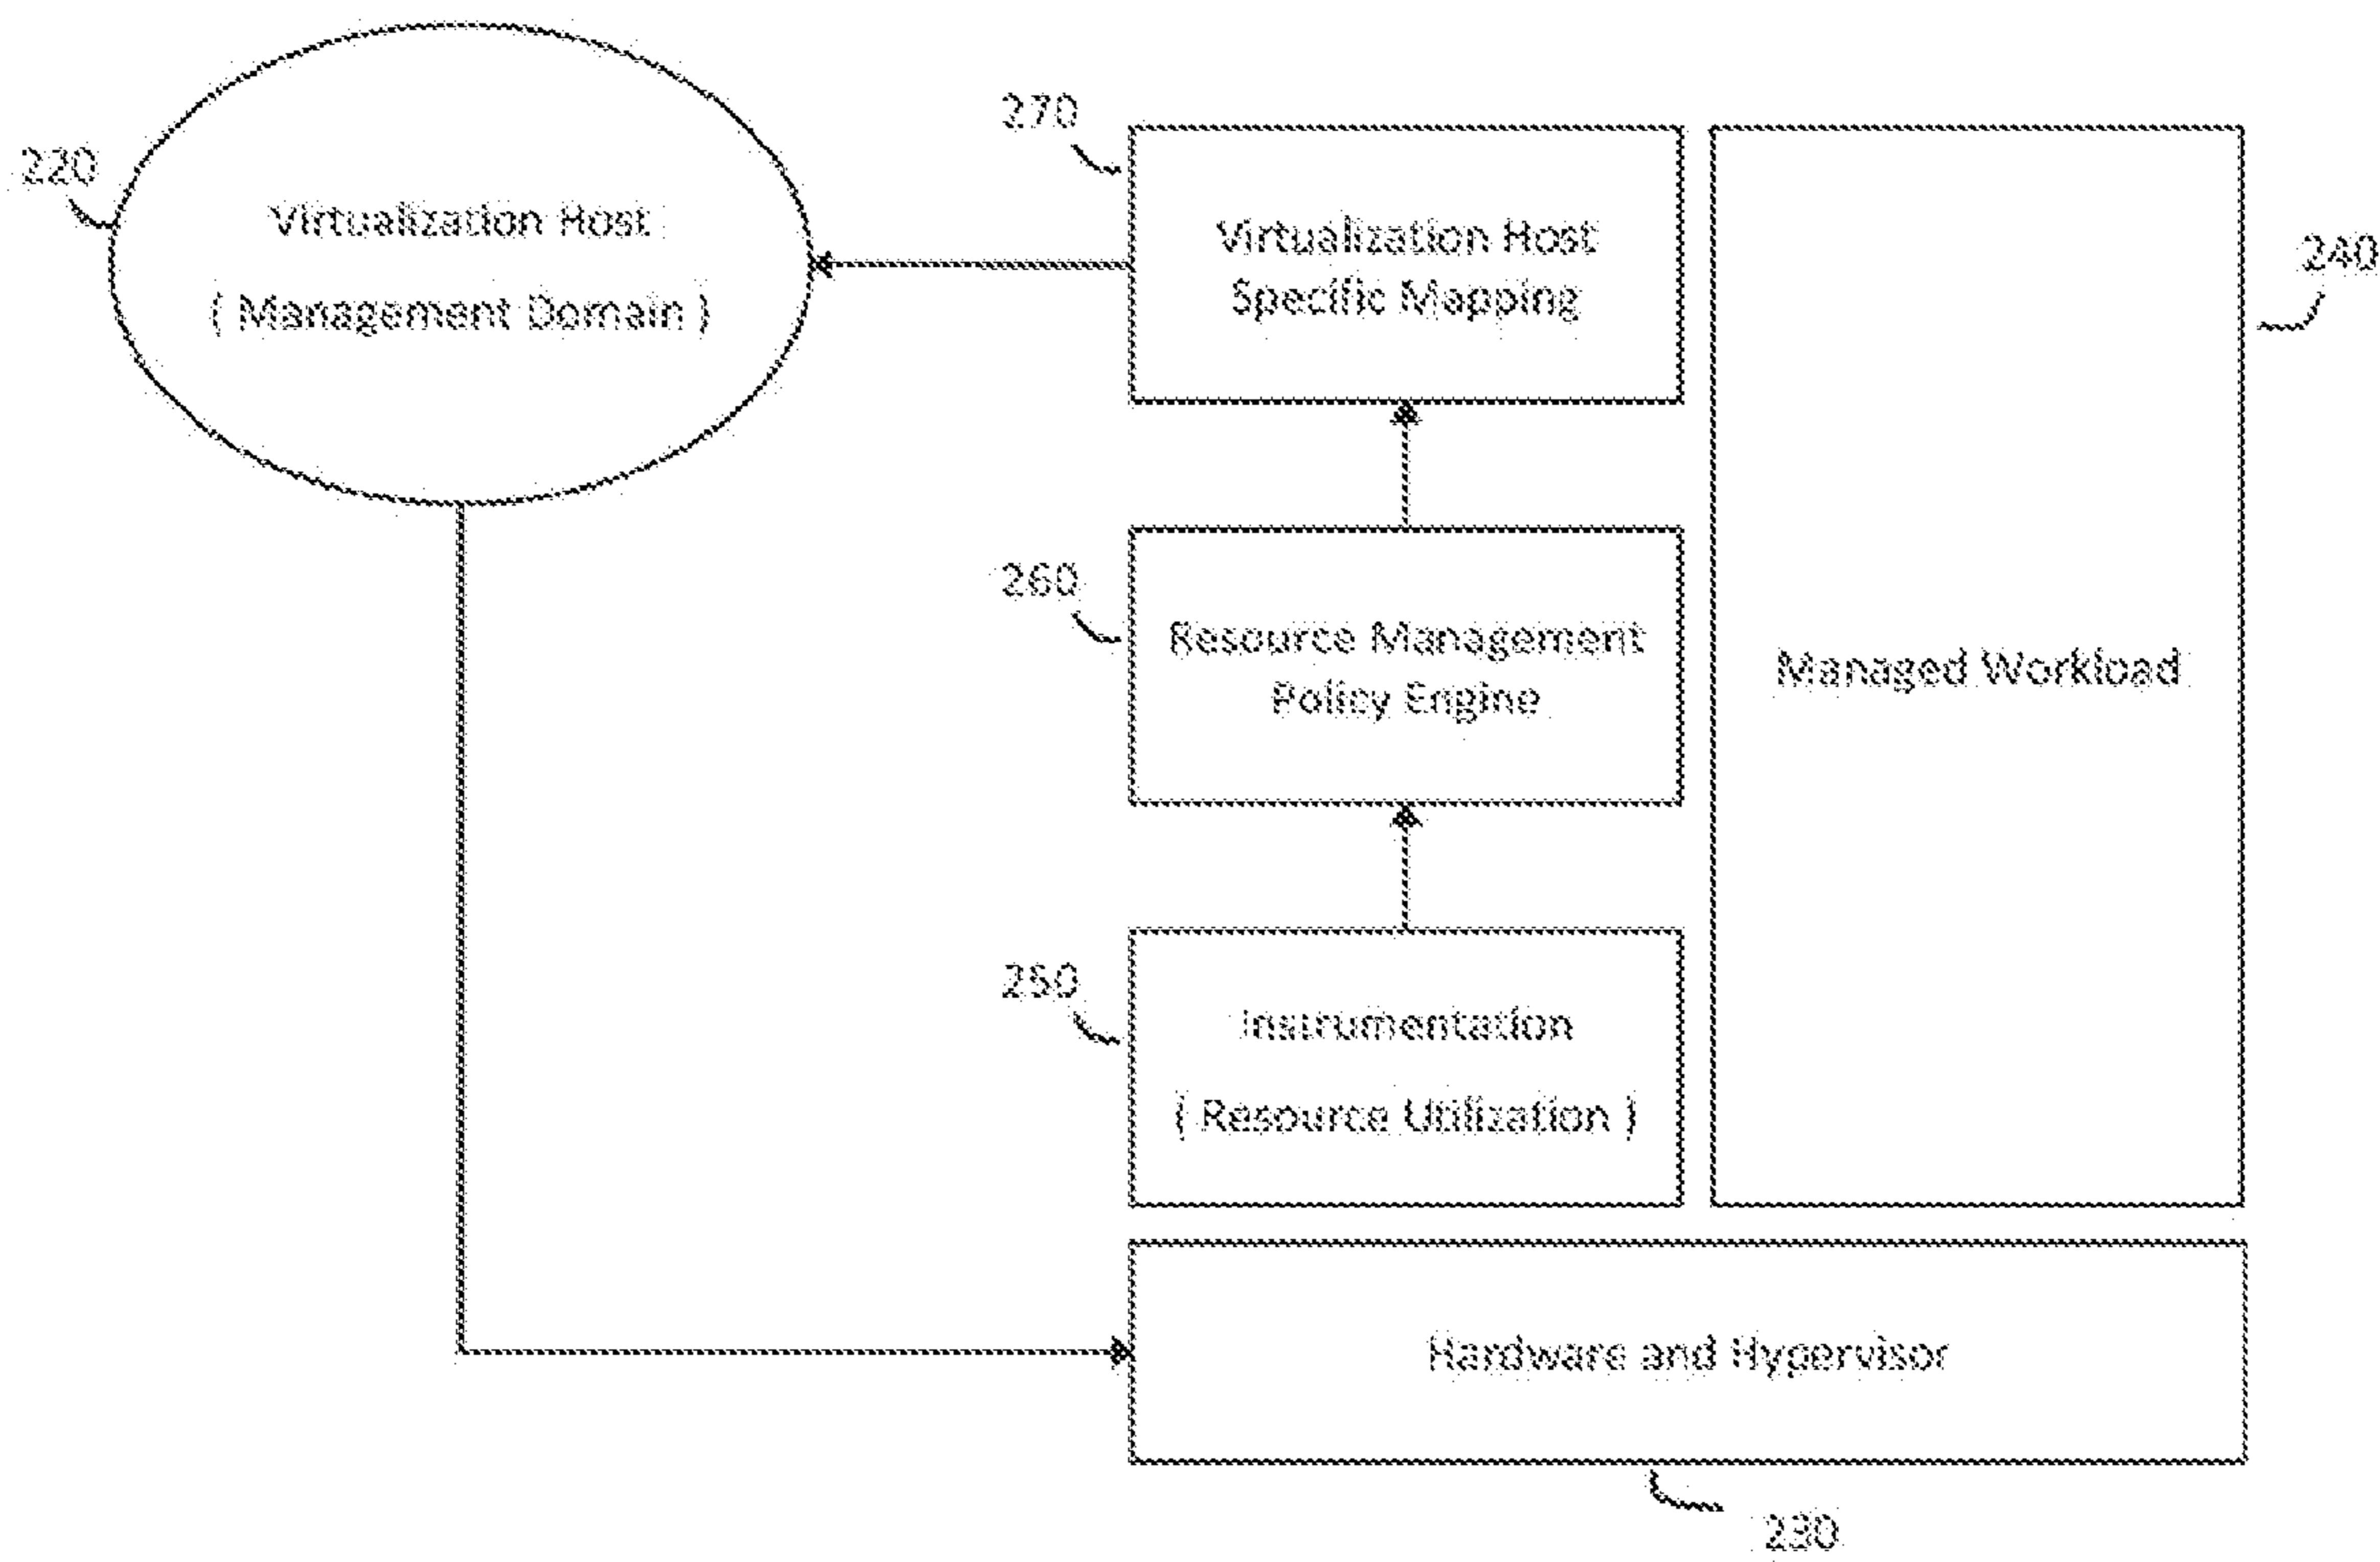 270
220
Virtualization Host
( Management Domain )
Virtualization Host
Specific Mapping
240
260
Resource Management
Policy Engine
Managed Workload
250
Instrumentation
( Resource Utilization )
Hardware and Hypervisor
230